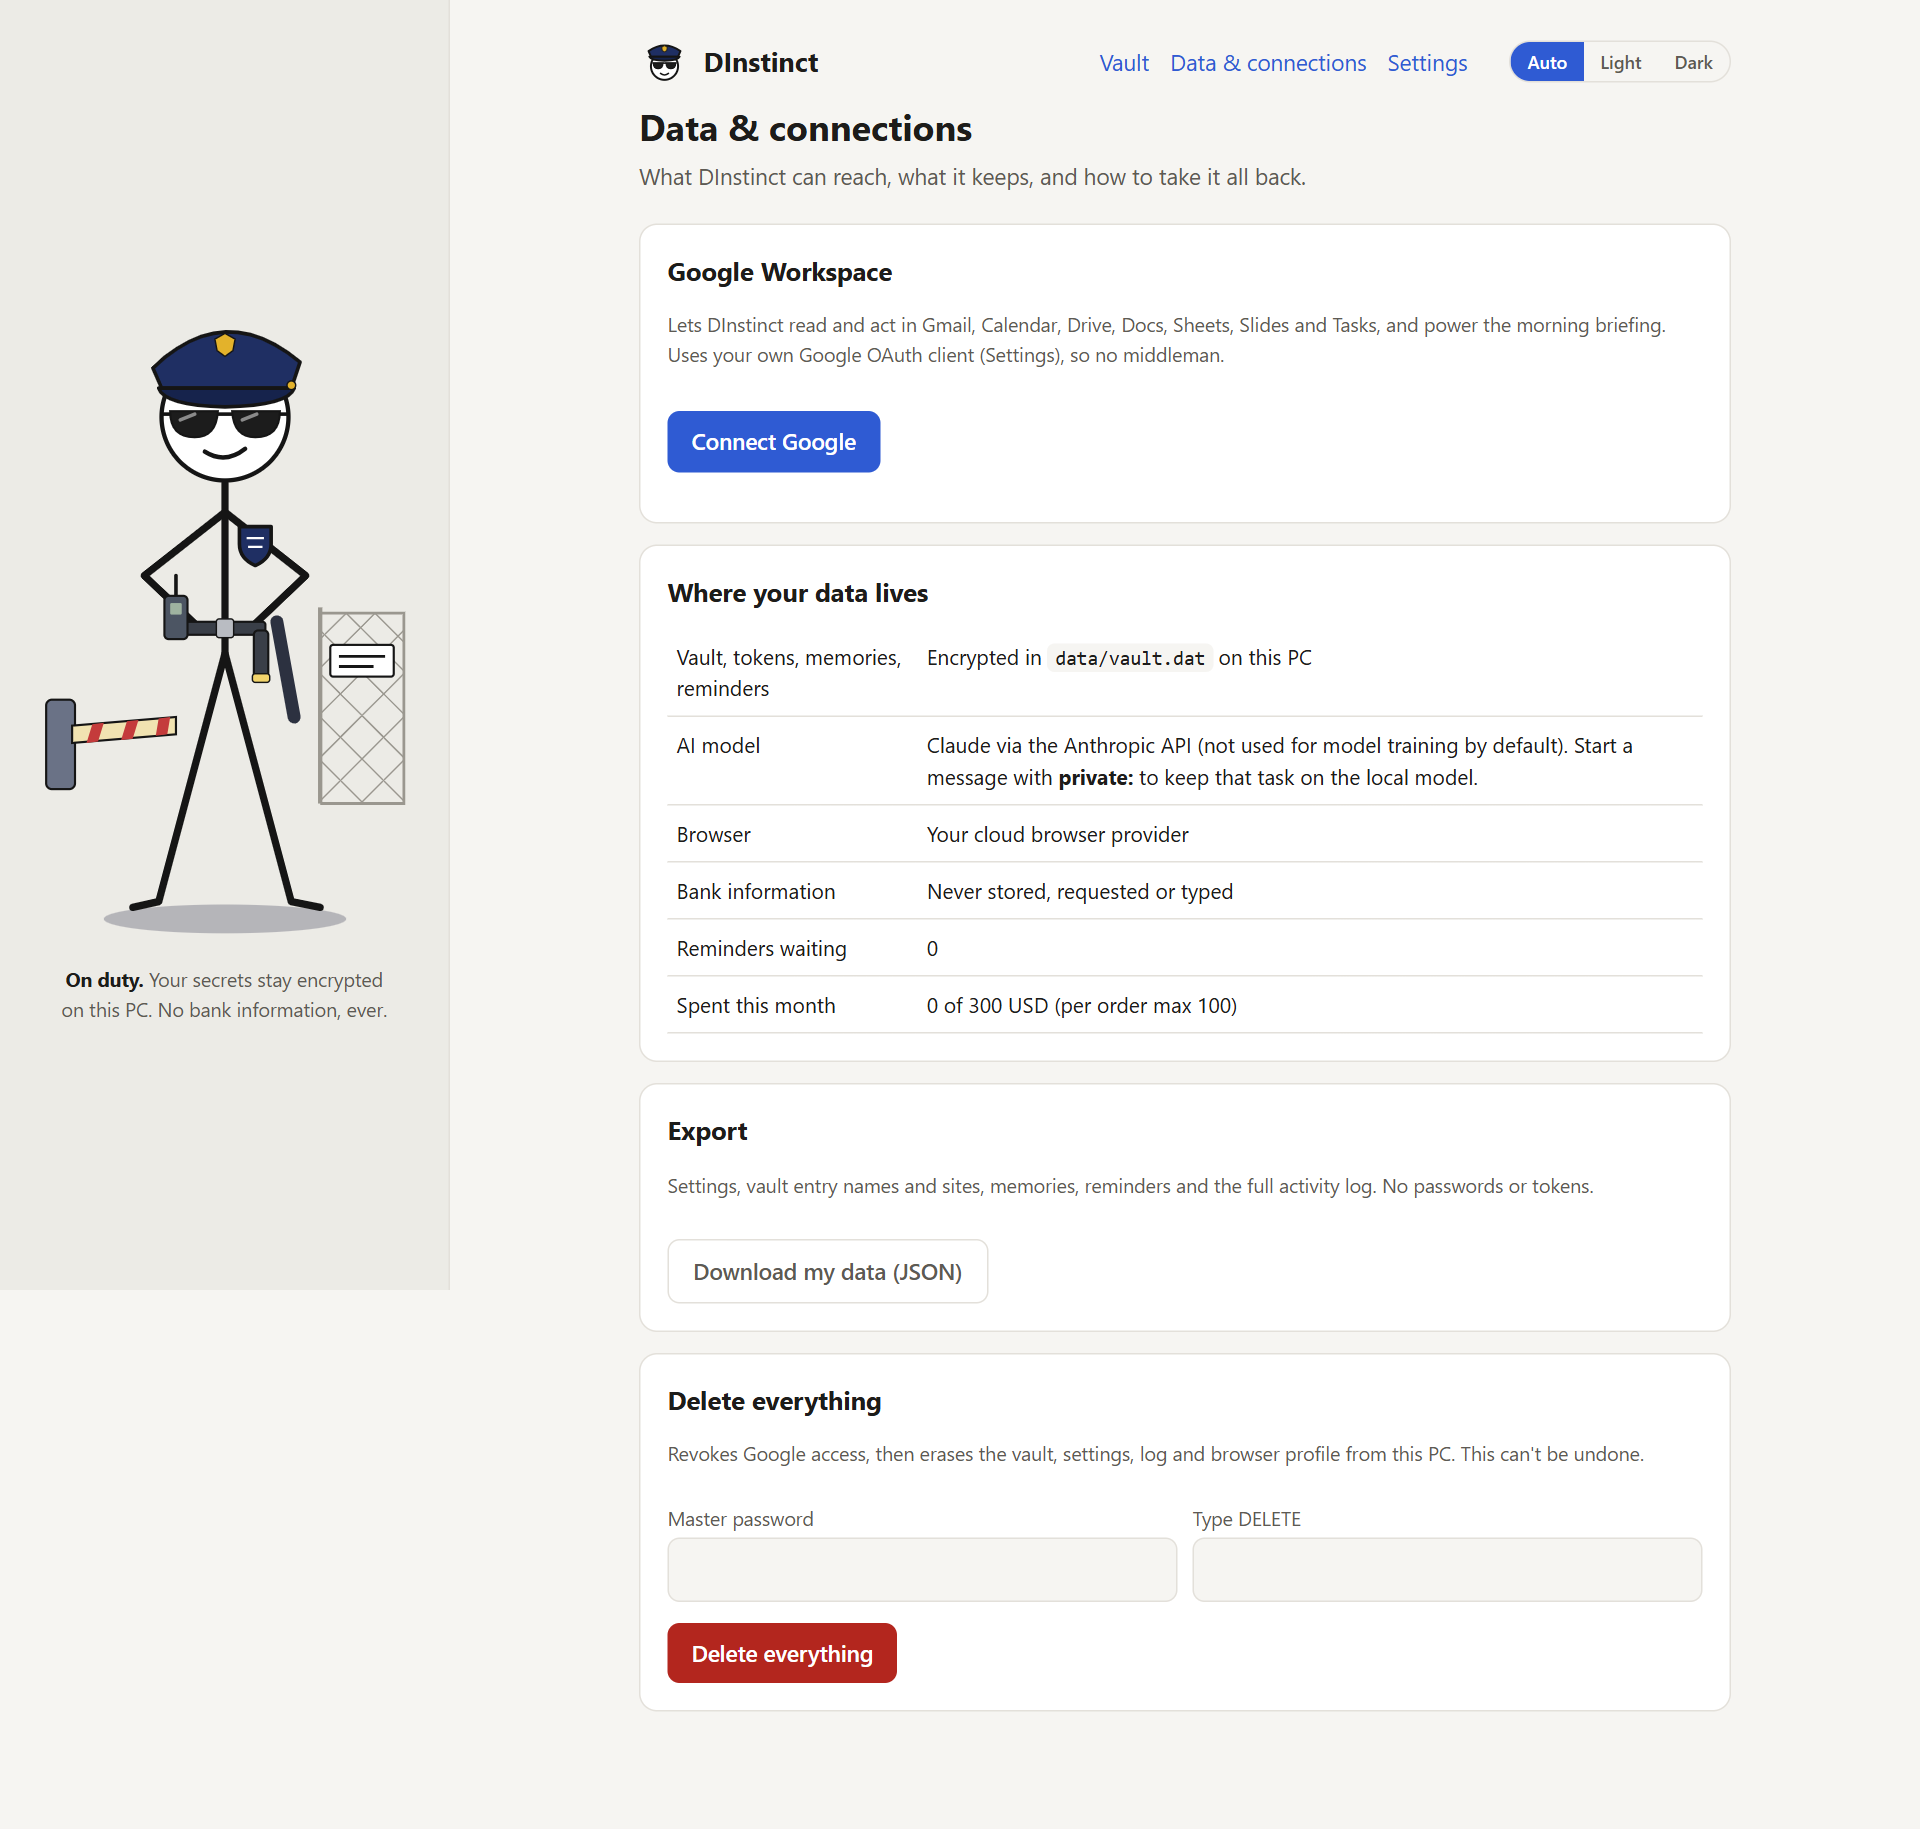 DInstinct
Vault Data & connections Settings Auto Light Dark
Data & connections
What DInstinct can reach, what it keeps, and how to take it all back.
Google Workspace
Lets DInstinct read and act in Gmail, Calendar, Drive, Docs, Sheets, Slides and Tasks, and power the morning briefing.
Uses your own Google OAuth client (Settings), so no middleman.
Connect Google
Where your data lives
Vault, tokens, memories, reminders
Encrypted in data/vault.dat on this PC
AI model
Claude via the Anthropic API (not used for model training by default). Start a
message with private: to keep that task on the local model.
Browser
Your cloud browser provider
Bank information
Never stored, requested or typed
Reminders waiting
0
Spent this month
0 of 300 USD (per order max 100)
Export
Settings, vault entry names and sites, memories, reminders and the full activity log. No passwords or tokens.
Download my data (JSON)
Delete everything
Revokes Google access, then erases the vault, settings, log and browser profile from this PC. This can't be undone.
Master password
Type DELETE
Delete everything
On duty. Your secrets stay encrypted
on this PC. No bank information, ever.